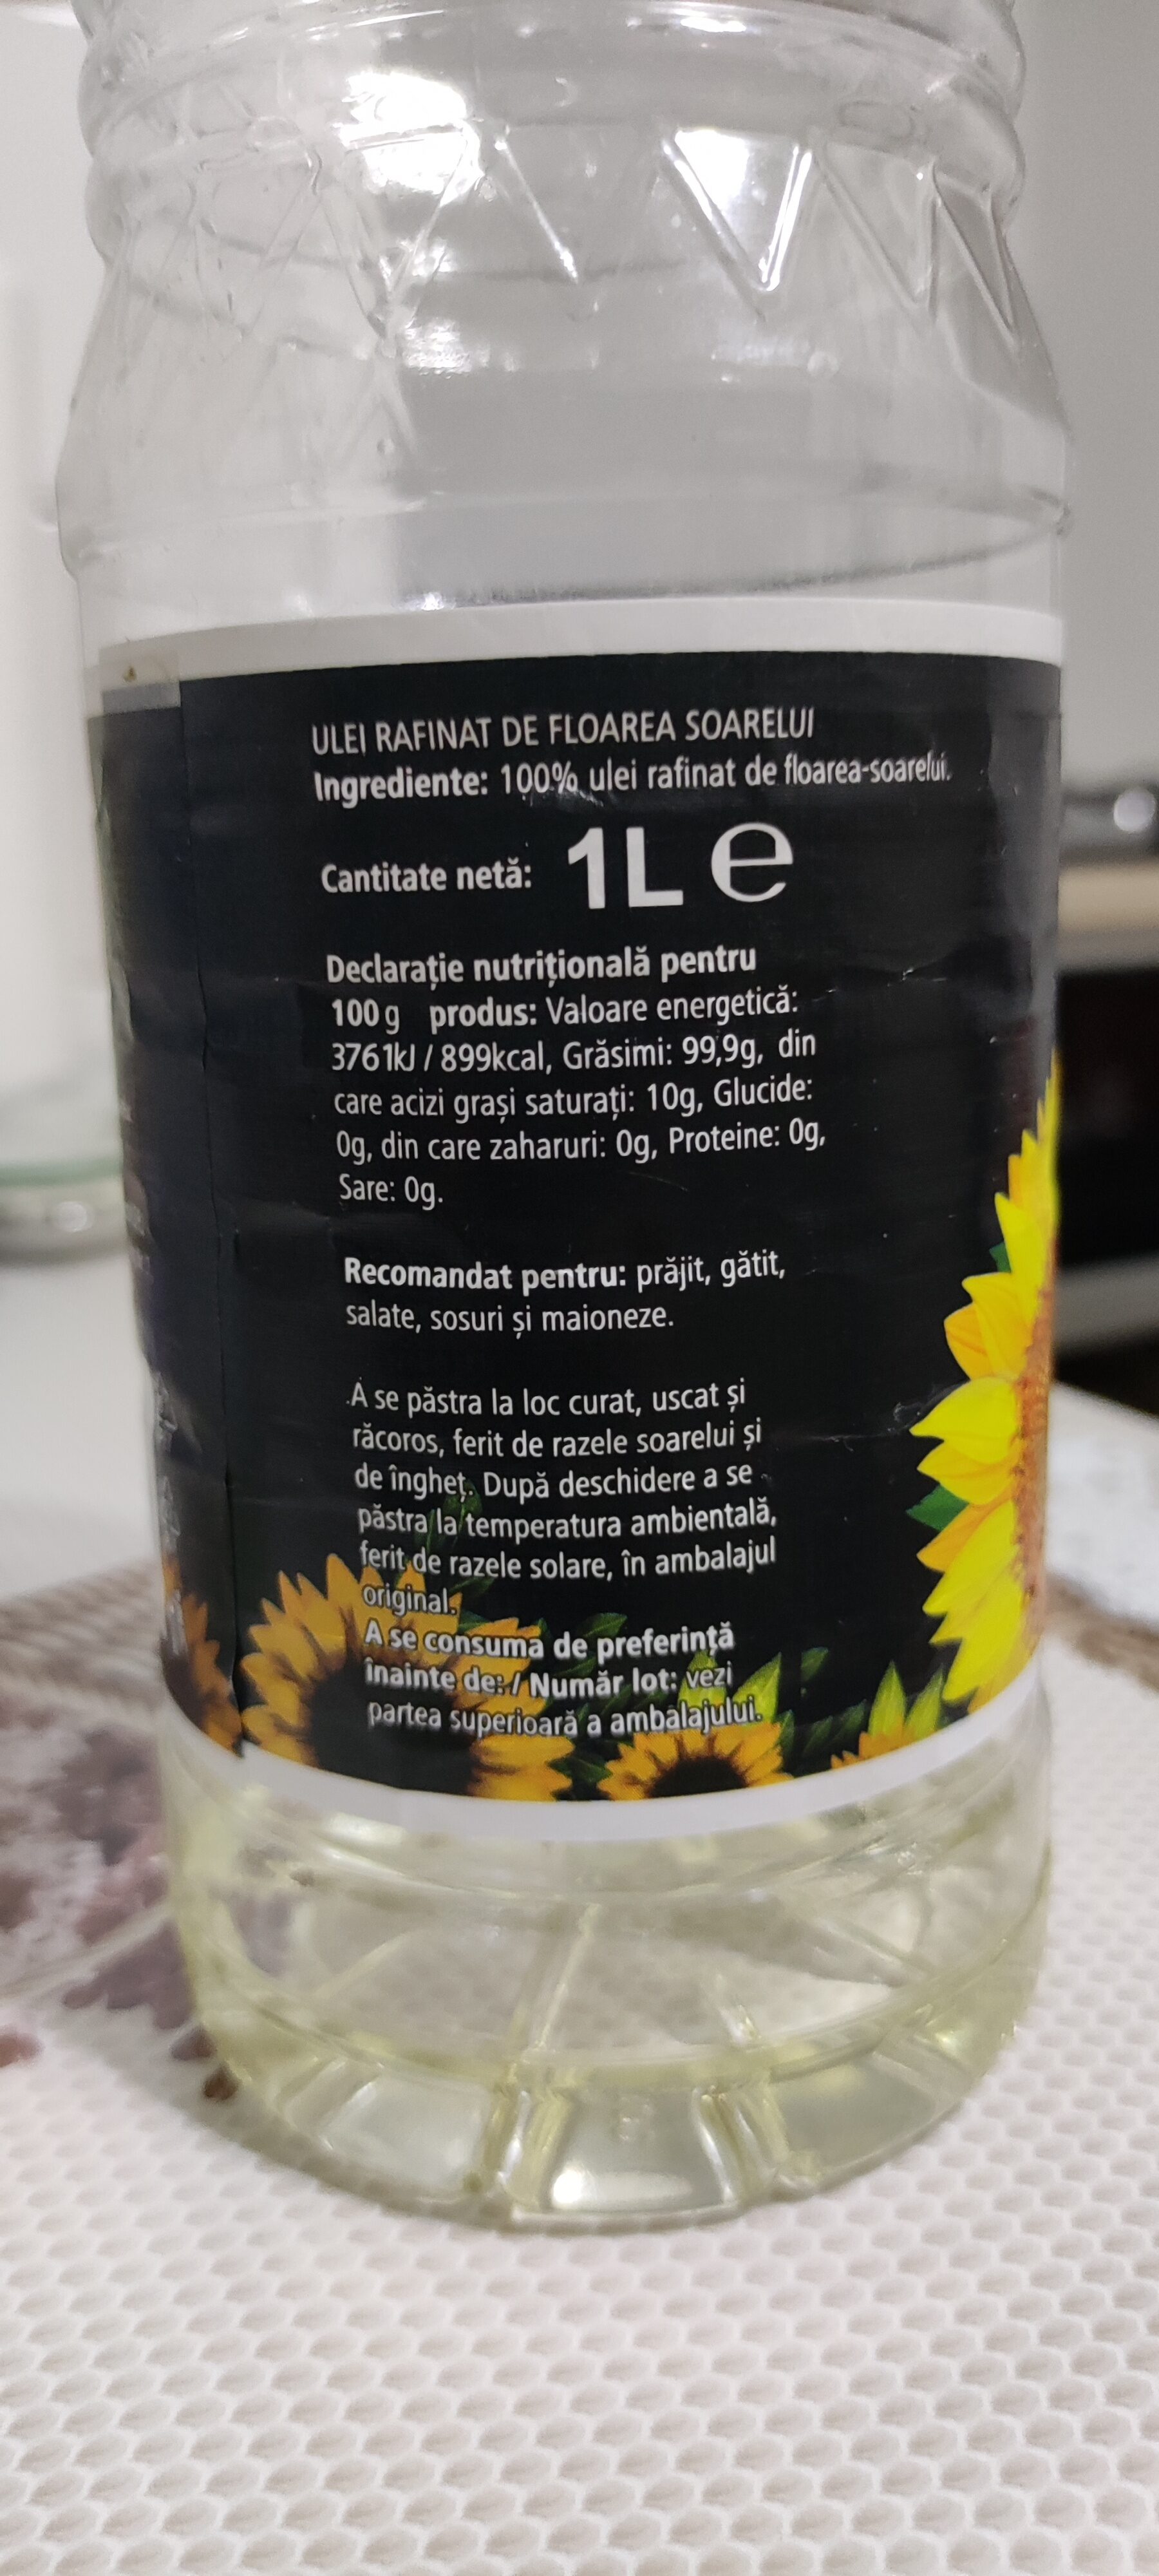 ULEI RAFINAT DE FLOAREA SOARELUI
Ingrediente: 100% ulei rafinat de floarea-soarelui.
Cantitate netă: 1L ℮
Declarație nutrițională pentru
100 g produs: Valoare energetică:
3761kJ / 899kcal, Grăsimi: 99,9g, din
care acizi grași saturați: 10g, Glucide:
0g, din care zaharuri: 0g, Proteine: 0g,
Sare: 0g.
Recomandat pentru: prăjit, gătit,
salate, sosuri și maioneze.
A se păstra la loc curat, uscat și
răcoros, ferit de razele soarelui și
de îngheț. După deschidere a se
păstra la temperatura ambientală,
ferit de razele solare, în ambalajul
original.
A se consuma de preferință
înainte de: / Număr lot: vezi
partea superioară a ambalajului.